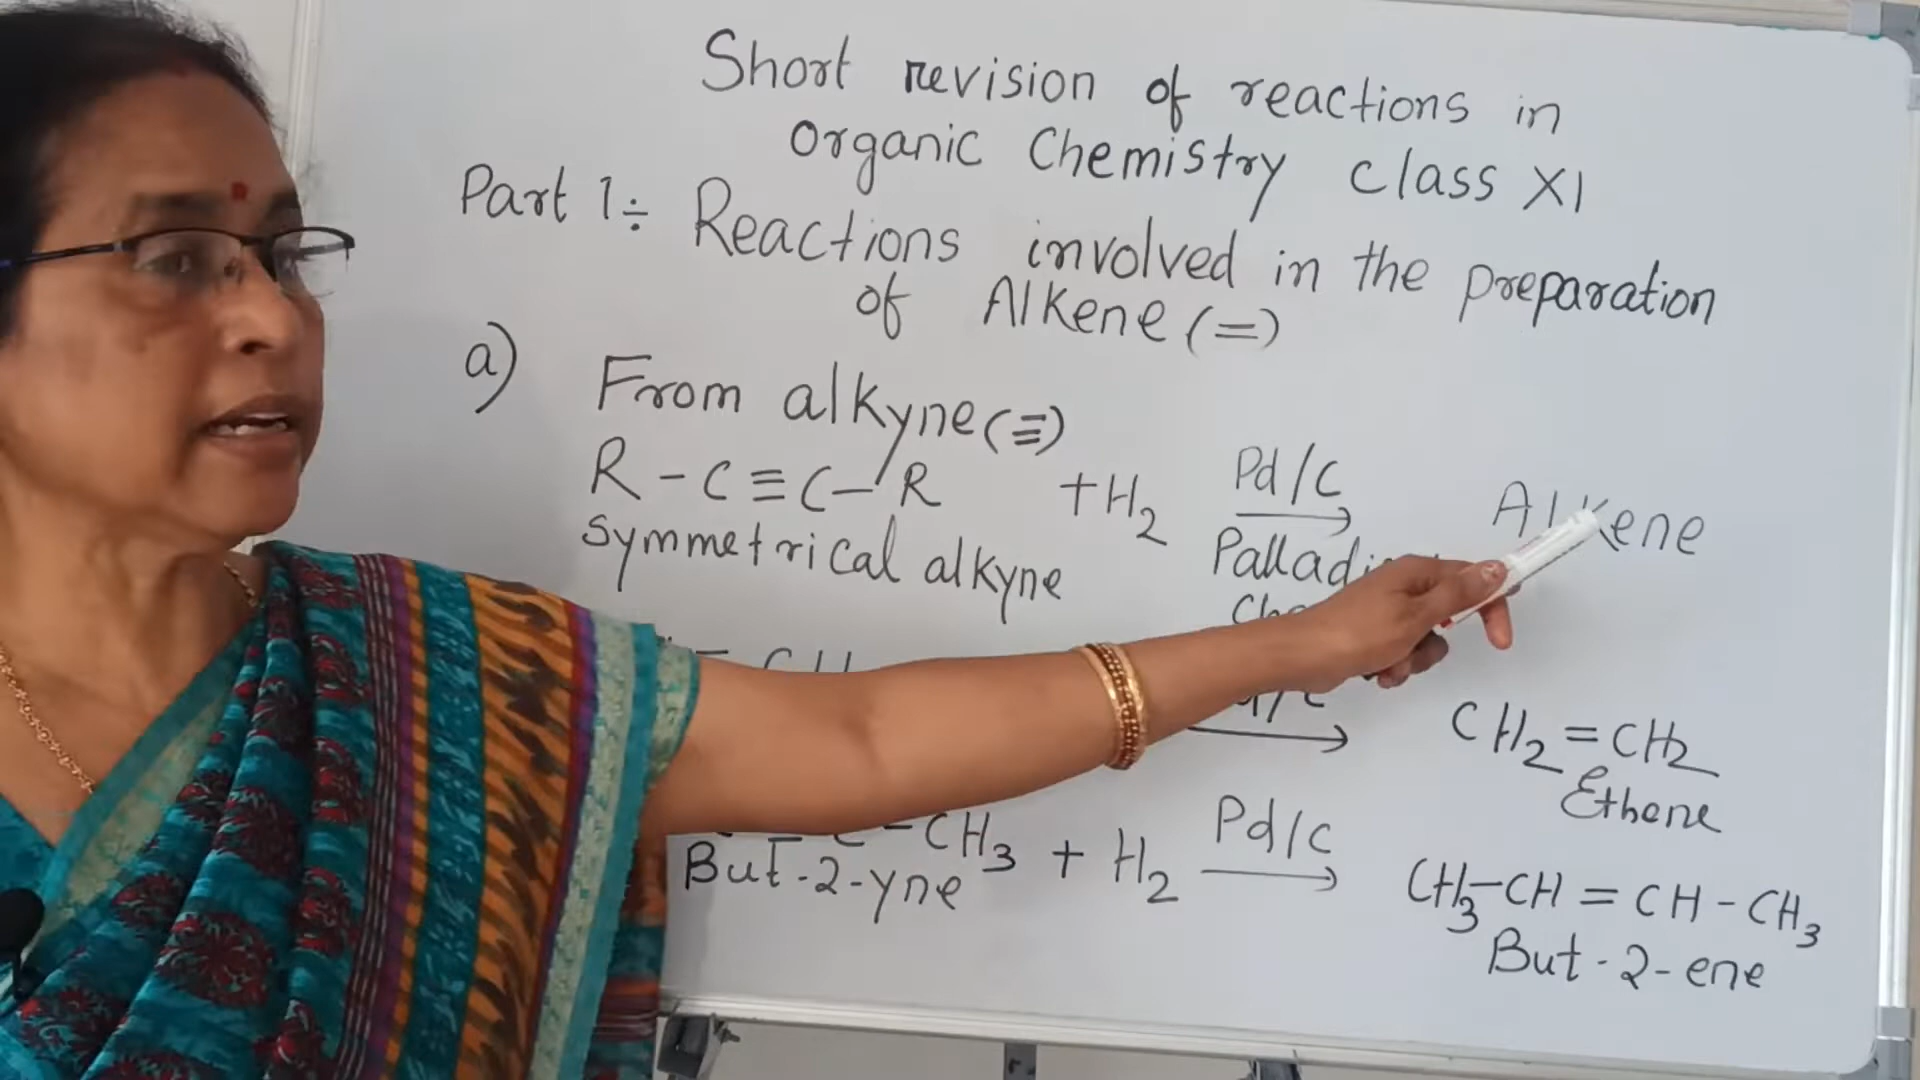 Short revision of reactions in
Organic Chemistry class XI
Part 1÷ Reactions involved in the preparation
of Alkene (=)
a) From alkyne (≡)
R - C ≡ C - R + H2 Pd/C → Alkene
Symmetrical alkyne
CH2 = CH2
Ethene
- CH3 + H2 Pd/C → CH3 - CH = CH - CH3
But-2-yne But-2-ene